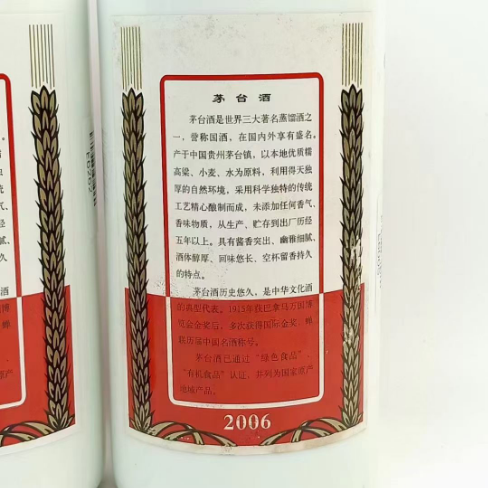 茅台酒
茅台酒是世界三大著名蒸馏酒之
一，曾称国酒，在国内外享有盛名。
产于中国贵州茅台镇，以本地优质糯
高粱、小麦、水为原料，利用得天独
厚的自然环境，采用科学独特的传统
工艺精心酿制而成，未添加任何香气、
香味物质，从生产、贮存到出厂历经
五年以上。具有酱香突出、幽雅细腻、
酒体醇厚、回味悠长、空杯留香持久
的特点。
茅台酒历史悠久，是中华文化酒
的典型代表。1915年获巴拿马万国博
览会金奖后，多次获得国际金奖，蝉
联历届中国名酒称号。
茅台酒已通过“绿色食品”、
“有机食品”认证，并列为国家原产
地域产品。
2006